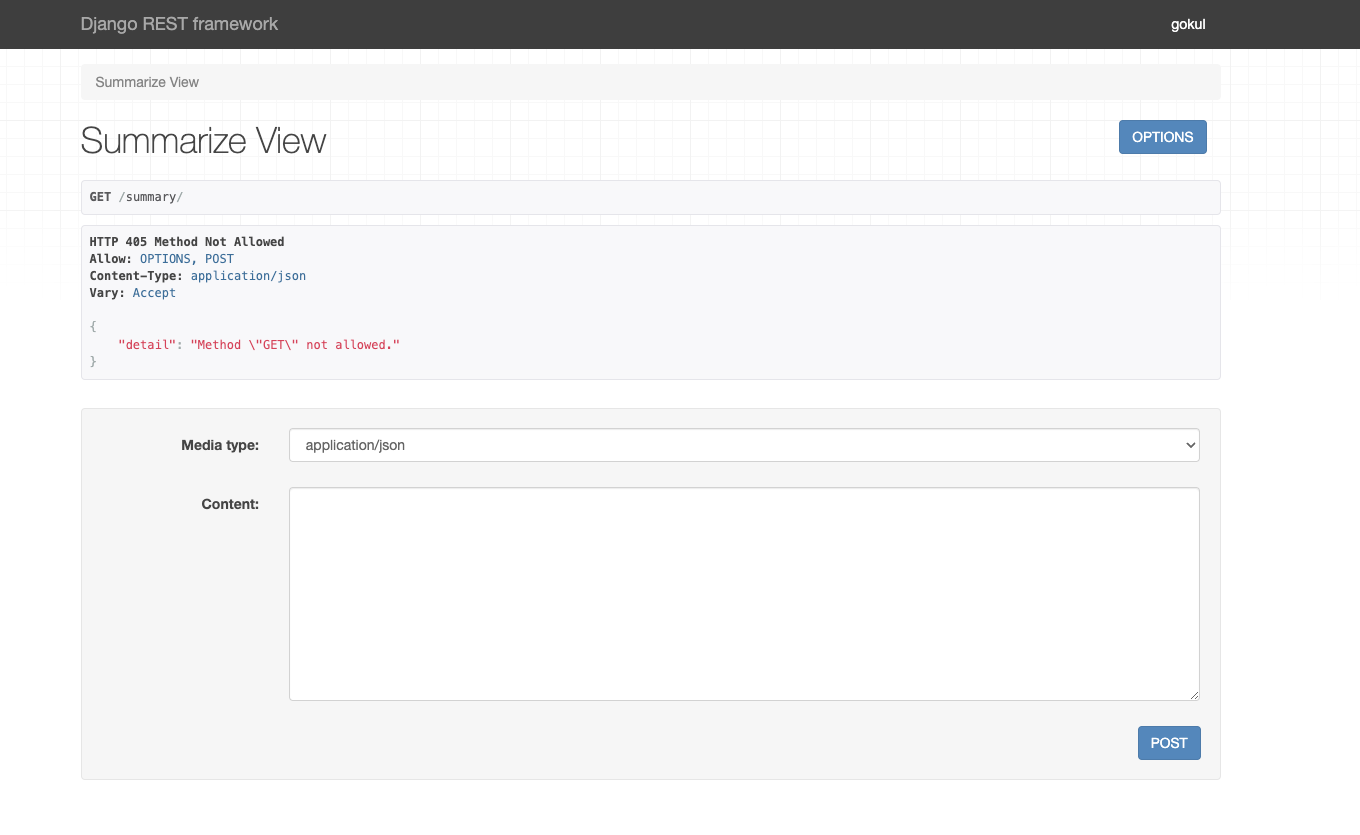 Django REST framework
gokul
Summarize View
Summarize View
OPTIONS
GET /summary/
HTTP 405 Method Not Allowed
Allow: OPTIONS, POST
Content-Type: application/json
Vary: Accept
{
    "detail": "Method \"GET\" not allowed."
}
Media type:
application/json
Content:
POST